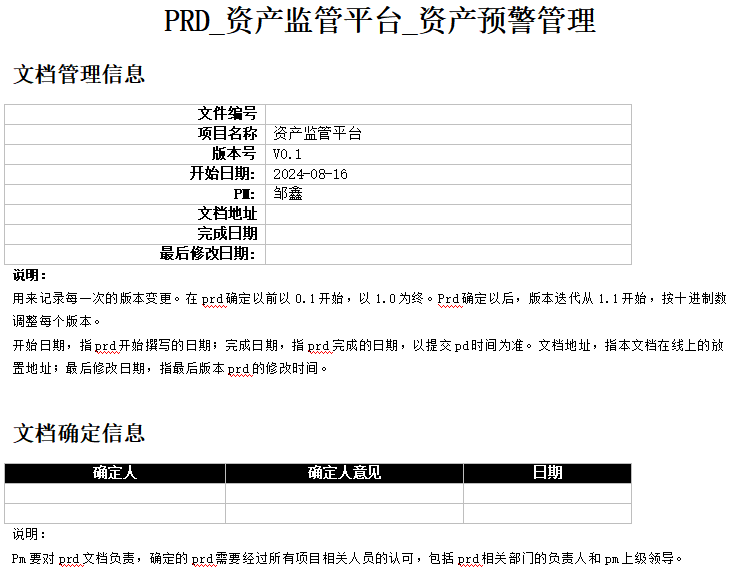 PRD_资产监管平台_资产预警管理
文档管理信息
文件编号
项目名称 资产监管平台
版本号 V0.1
开始日期: 2024-08-16
PM: 邹鑫
文档地址
完成日期
最后修改日期:
说明:
用来记录每一次的版本变更。在prd确定以前以0.1开始，以1.0为终。Prd确定以后，版本迭代从1.1开始，按十进制数
调整每个版本。
开始日期，指prd开始撰写的日期；完成日期，指prd完成的日期，以提交pd时间为准。文档地址，指本文档在线上的放
置地址；最后修改日期，指最后版本prd的修改时间。
文档确定信息
确定人 确定人意见 日期
说明:
Pm要对prd文档负责，确定的prd需要经过所有项目相关人员的认可，包括prd相关部门的负责人和pm上级领导。